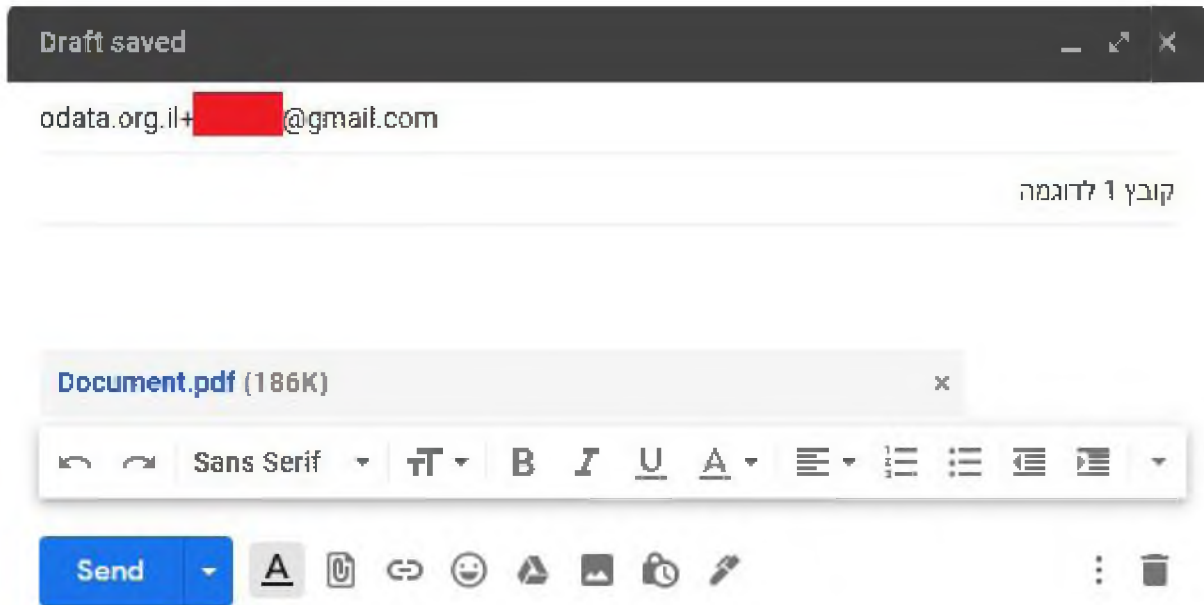 Draft saved
odata.org.il+ @gmail.com
קובץ 1 לדוגמה
Document.pdf (186K)
Sans Serif
Send